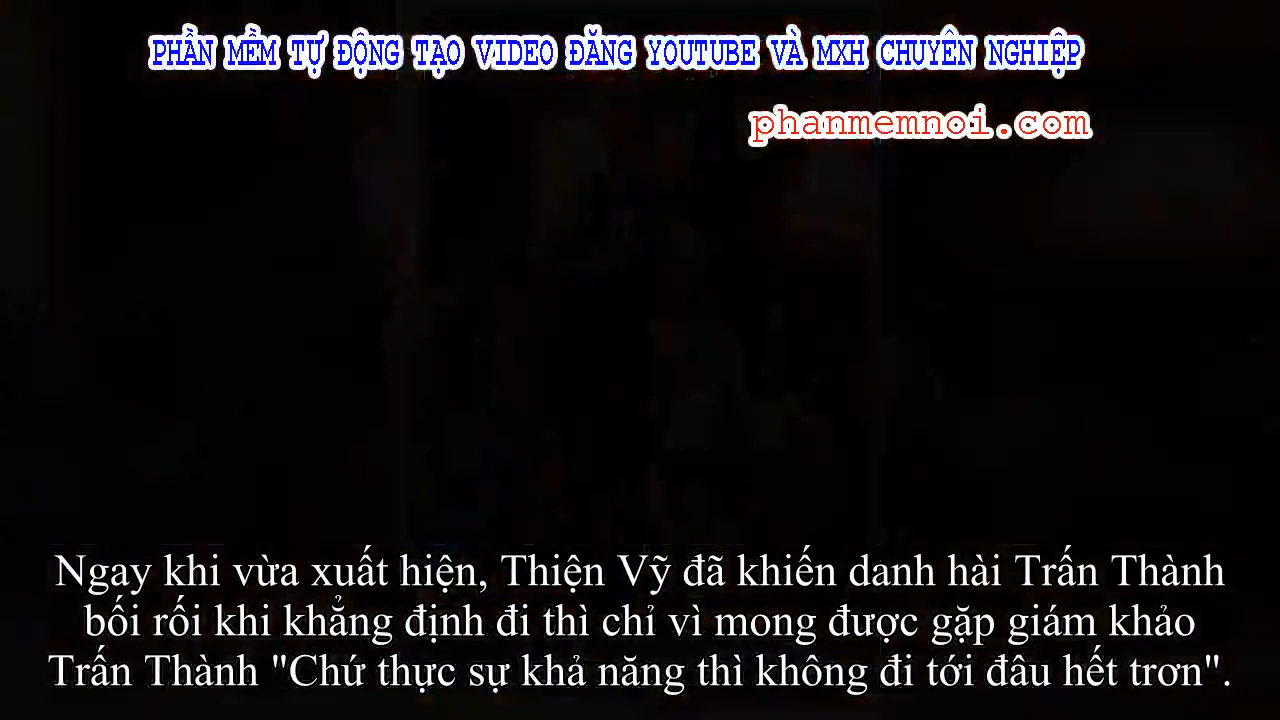 PHẦN MỀM TỰ ĐỘNG TẠO VIDEO ĐĂNG YOUTUBE VÀ MXH CHUYÊN NGHIỆP
phanmemnoi.com
Ngay khi vừa xuất hiện, Thiện Vỹ đã khiến danh hài Trấn Thành
bối rối khi khẳng định đi thì chỉ vì mong được gặp giám khảo
Trấn Thành "Chứ thực sự khả năng thì không đi tới đâu hết trơn".